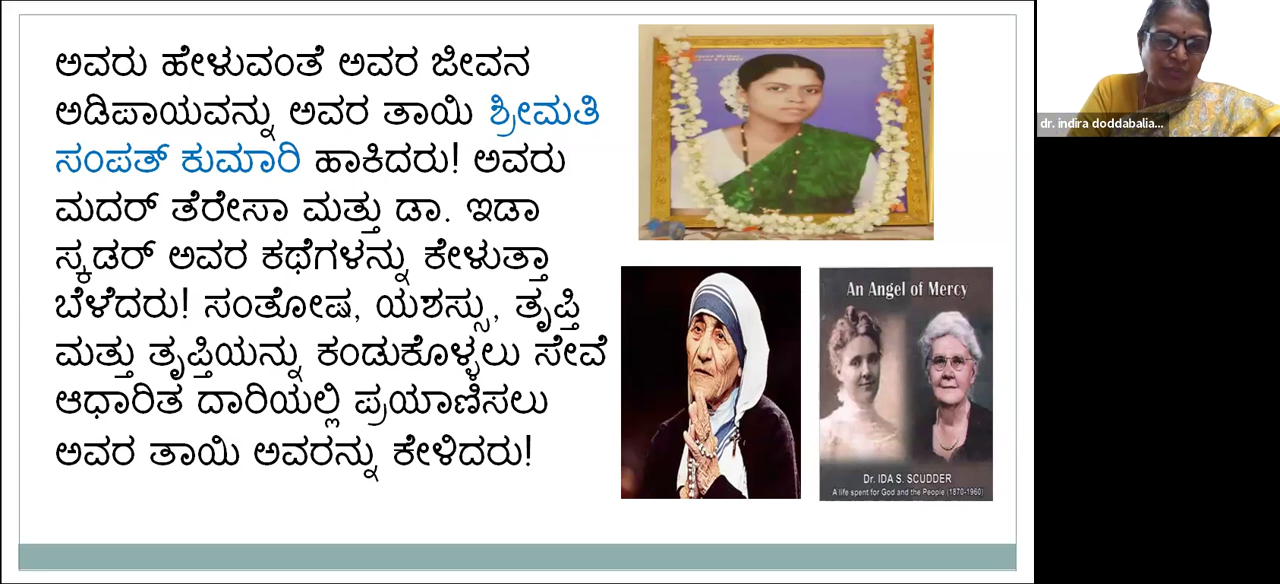 ಅವರು ಹೇಳುವಂತೆ ಅವರ ಜೀವನ
ಅಡಿಪಾಯವನ್ನು ಅವರ ತಾಯಿ ಶ್ರೀಮತಿ
ಸಂಪತ್ ಕುಮಾರಿ ಹಾಕಿದರು! ಅವರು
ಮದರ್ ತೆರೇಸಾ ಮತ್ತು ಡಾ. ಇಡಾ
ಸ್ಕಡರ್ ಅವರ ಕಥೆಗಳನ್ನು ಕೇಳುತ್ತಾ
ಬೆಳೆದರು! ಸಂತೋಷ, ಯಶಸ್ಸು, ತೃಪ್ತಿ
ಮತ್ತು ತೃಪ್ತಿಯನ್ನು ಕಂಡುಕೊಳ್ಳಲು ಸೇವೆ
ಆಧಾರಿತ ದಾರಿಯಲ್ಲಿ ಪ್ರಯಾಣಿಸಲು
ಅವರ ತಾಯಿ ಅವರನ್ನು ಕೇಳಿದರು!
An Angel of Mercy
Dr. IDA S. SCUDDER
A life spent for God and the People (1870-1960)
dr. indira doddabalia...